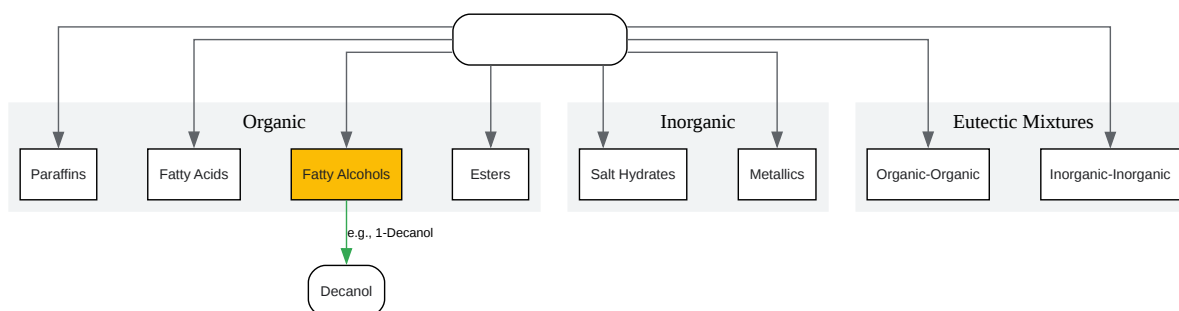 Organic
Inorganic
Eutectic Mixtures
Paraffins
Fatty Acids
Fatty Alcohols
Esters
Salt Hydrates
Metallics
Organic-Organic
Inorganic-Inorganic
e.g., 1-Decanol
Decanol